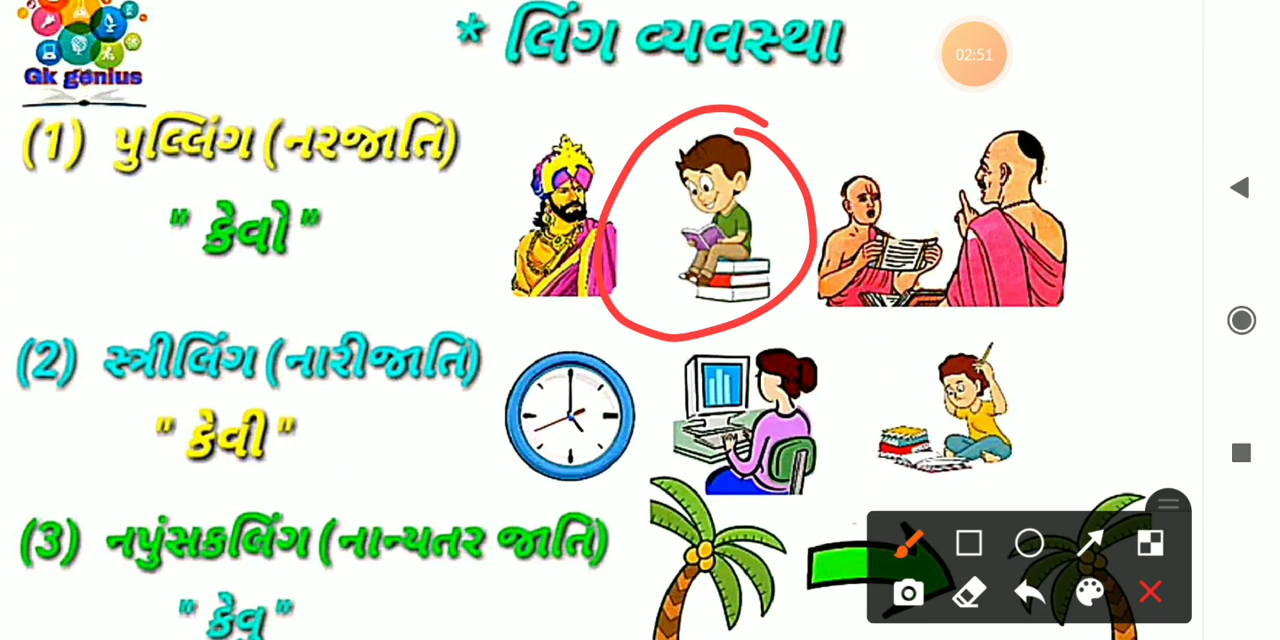 * લિંગ વ્યવસ્થા
02:51
Gk genius
(1) પુલ્લિંગ (નરજાતિ)
" કેવો "
(2) સ્ત્રીલિંગ (નારીજાતિ)
" કેવી "
(3) નપુંસકલિંગ (નાન્યતર જાતિ)
" કેવુ "